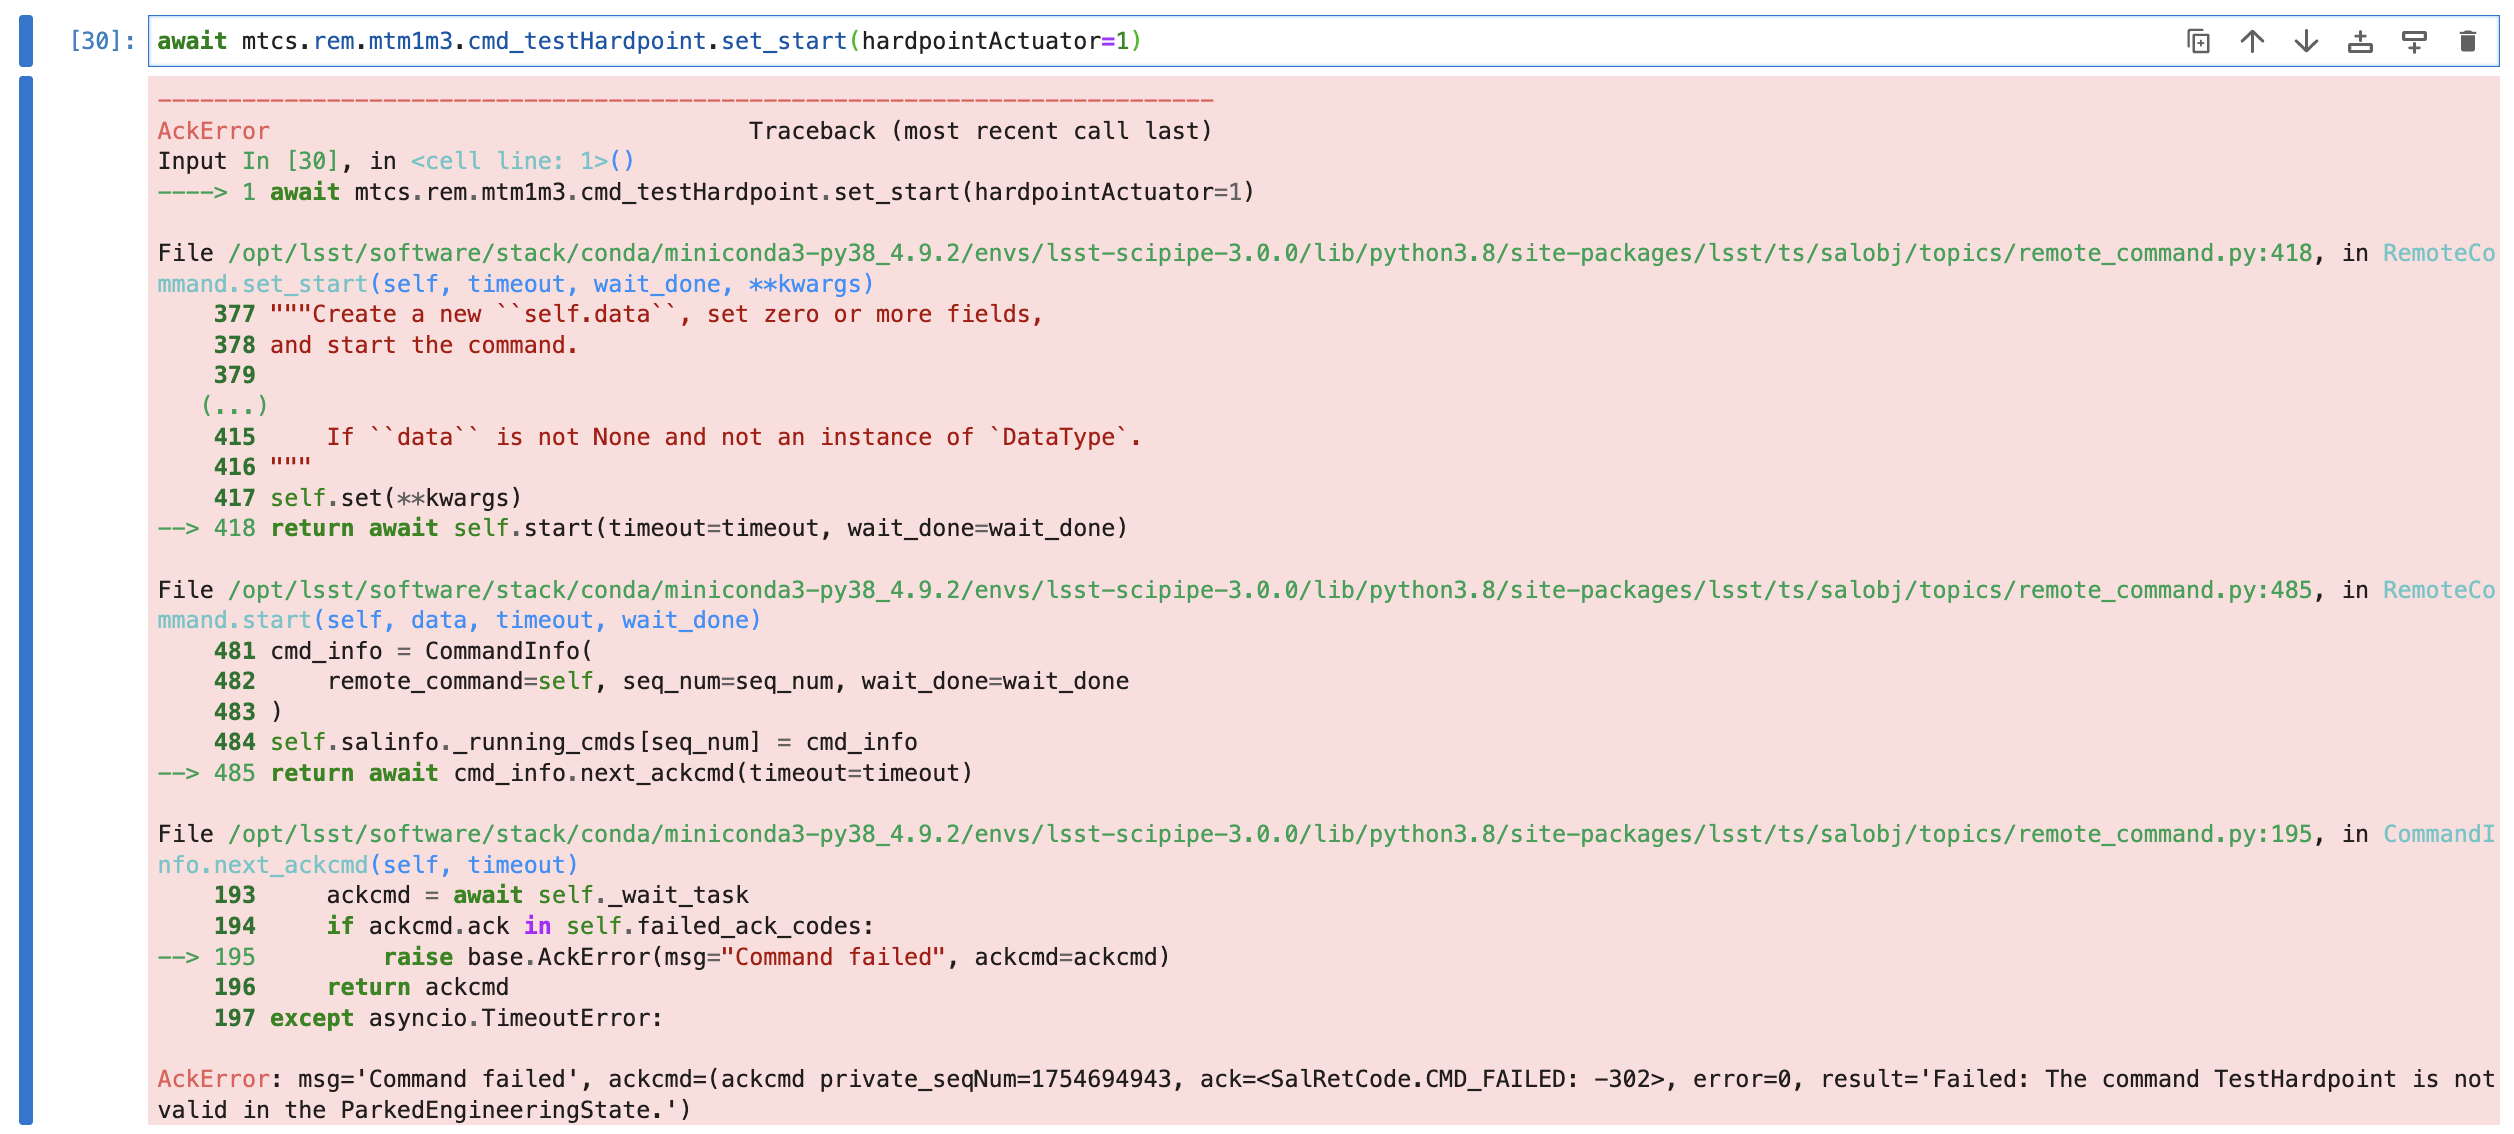 [30]: await mtcs.rem.mtm1m3.cmd_testHardpoint.set_start(hardpointActuator=1)
---------------------------------------------------------------------------
AckError                                  Traceback (most recent call last)
Input In [30], in <cell line: 1>()
----> 1 await mtcs.rem.mtm1m3.cmd_testHardpoint.set_start(hardpointActuator=1)

File /opt/lsst/software/stack/conda/miniconda3-py38_4.9.2/envs/lsst-scipipe-3.0.0/lib/python3.8/site-packages/lsst/ts/salobj/topics/remote_command.py:418, in RemoteCo
mmand.set_start(self, timeout, wait_done, **kwargs)
    377 """Create a new ``self.data``, set zero or more fields,
    378 and start the command.
    379
   (...)
    415     If ``data`` is not None and not an instance of `DataType`.
    416 """
    417 self.set(**kwargs)
--> 418 return await self.start(timeout=timeout, wait_done=wait_done)

File /opt/lsst/software/stack/conda/miniconda3-py38_4.9.2/envs/lsst-scipipe-3.0.0/lib/python3.8/site-packages/lsst/ts/salobj/topics/remote_command.py:485, in RemoteCo
mmand.start(self, data, timeout, wait_done)
    481 cmd_info = CommandInfo(
    482     remote_command=self, seq_num=seq_num, wait_done=wait_done
    483 )
    484 self.salinfo._running_cmds[seq_num] = cmd_info
--> 485 return await cmd_info.next_ackcmd(timeout=timeout)

File /opt/lsst/software/stack/conda/miniconda3-py38_4.9.2/envs/lsst-scipipe-3.0.0/lib/python3.8/site-packages/lsst/ts/salobj/topics/remote_command.py:195, in CommandI
nfo.next_ackcmd(self, timeout)
    193     ackcmd = await self._wait_task
    194     if ackcmd.ack in self.failed_ack_codes:
--> 195         raise base.AckError(msg="Command failed", ackcmd=ackcmd)
    196     return ackcmd
    197 except asyncio.TimeoutError:

AckError: msg='Command failed', ackcmd=(ackcmd private_seqNum=1754694943, ack=<SalRetCode.CMD_FAILED: -302>, error=0, result='Failed: The command TestHardpoint is not
valid in the ParkedEngineeringState.')